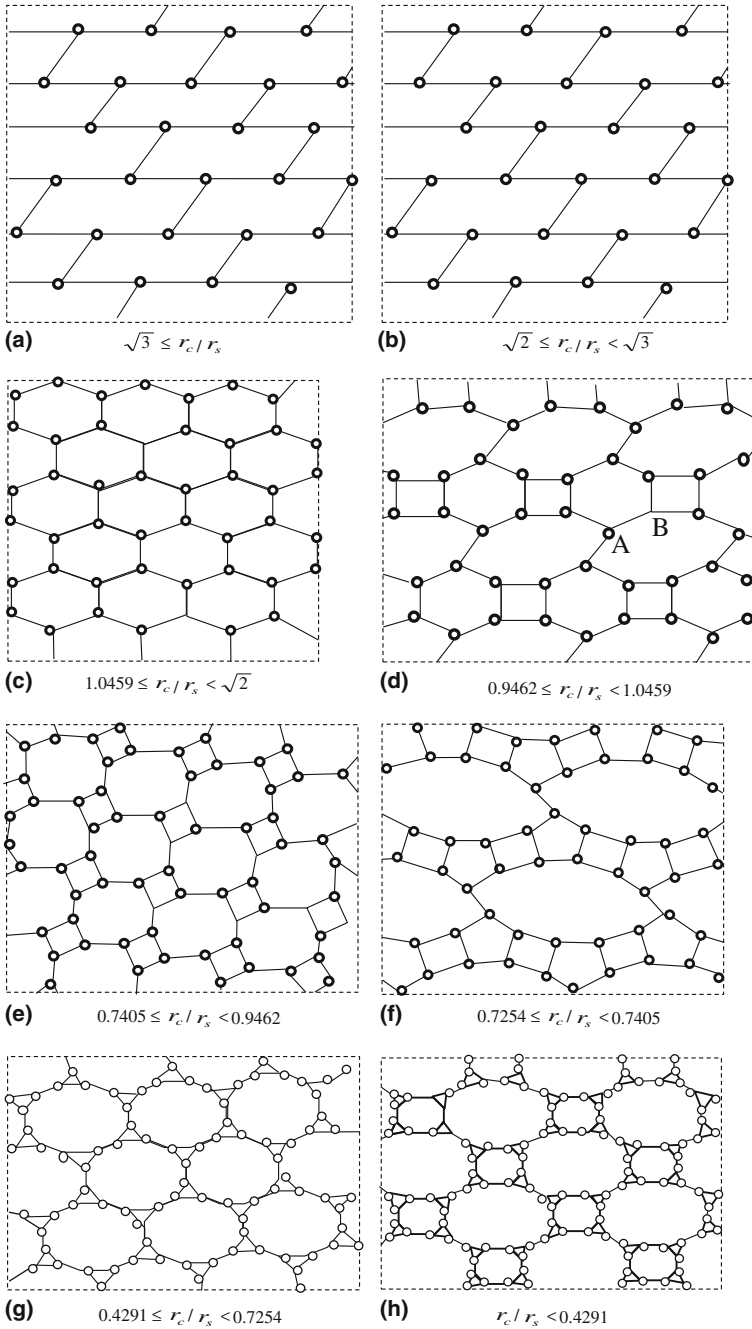 (a) √3 ≤ r_c / r_s
(b) √2 ≤ r_c / r_s < √3
(c) 1.0459 ≤ r_c / r_s < √2
A B
(d) 0.9462 ≤ r_c / r_s < 1.0459
(e) 0.7405 ≤ r_c / r_s < 0.9462
(f) 0.7254 ≤ r_c / r_s < 0.7405
(g) 0.4291 ≤ r_c / r_s < 0.7254
(h) r_c / r_s < 0.4291